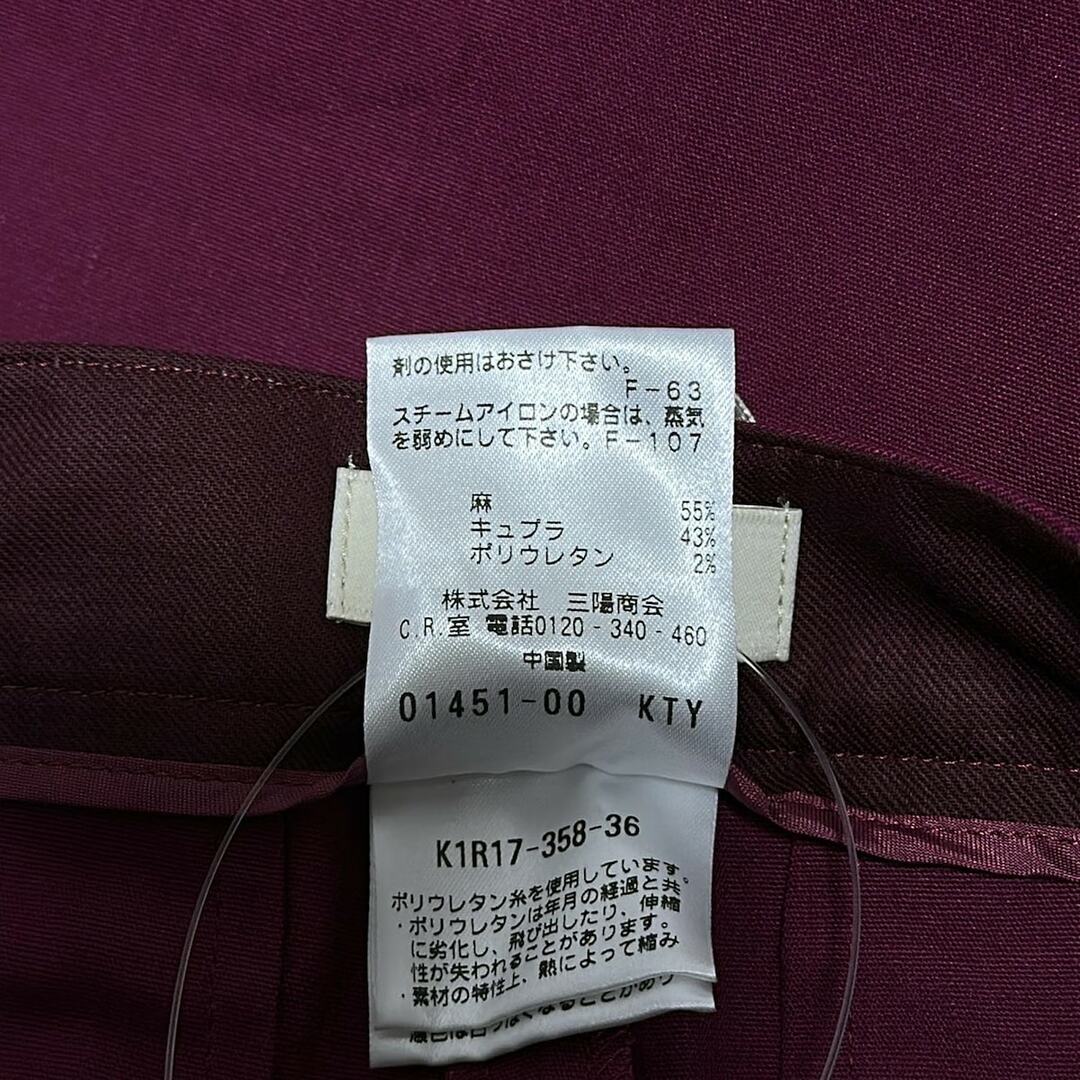 剤の使用はおさけ下さい。
F-63
スチームアイロンの場合は、蒸気
を弱めにして下さい。F-107
麻 55%
キュプラ 43%
ポリウレタン 2%
株式会社 三陽商会
C.R.室 電話0120-340-460
中国製
01451-00 KTY
K1R17-358-36
ポリウレタン糸を使用しています。
・ポリウレタンは年月の経過と共
に劣化し、飛び出したり、伸縮
性が失われることがあります。
・素材の特性上、熱によって縮み